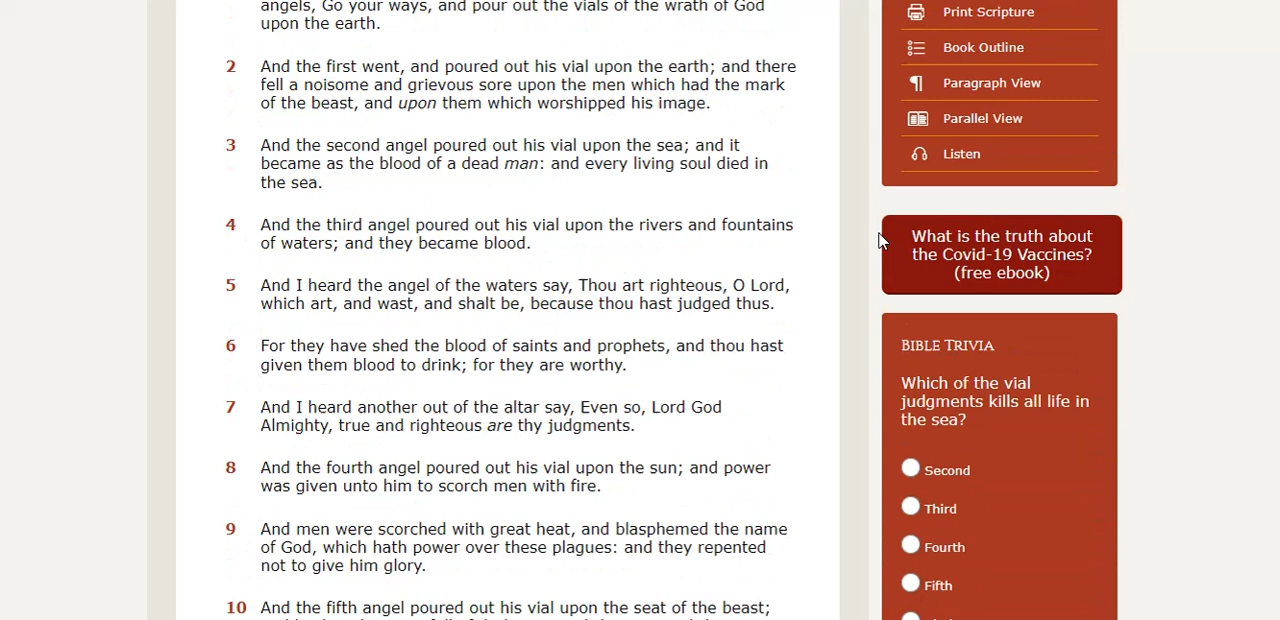 angels, Go your ways, and pour out the vials of the wrath of God
upon the earth.
2 And the first went, and poured out his vial upon the earth; and there
fell a noisome and grievous sore upon the men which had the mark
of the beast, and upon them which worshipped his image.
3 And the second angel poured out his vial upon the sea; and it
became as the blood of a dead man: and every living soul died in
the sea.
4 And the third angel poured out his vial upon the rivers and fountains
of waters; and they became blood.
5 And I heard the angel of the waters say, Thou art righteous, O Lord,
which art, and wast, and shalt be, because thou hast judged thus.
6 For they have shed the blood of saints and prophets, and thou hast
given them blood to drink; for they are worthy.
7 And I heard another out of the altar say, Even so, Lord God
Almighty, true and righteous are thy judgments.
8 And the fourth angel poured out his vial upon the sun; and power
was given unto him to scorch men with fire.
9 And men were scorched with great heat, and blasphemed the name
of God, which hath power over these plagues: and they repented
not to give him glory.
10 And the fifth angel poured out his vial upon the seat of the beast;
Print Scripture
Book Outline
Paragraph View
Parallel View
Listen
What is the truth about
the Covid-19 Vaccines?
(free ebook)
BIBLE TRIVIA
Which of the vial
judgments kills all life in
the sea?
Second
Third
Fourth
Fifth